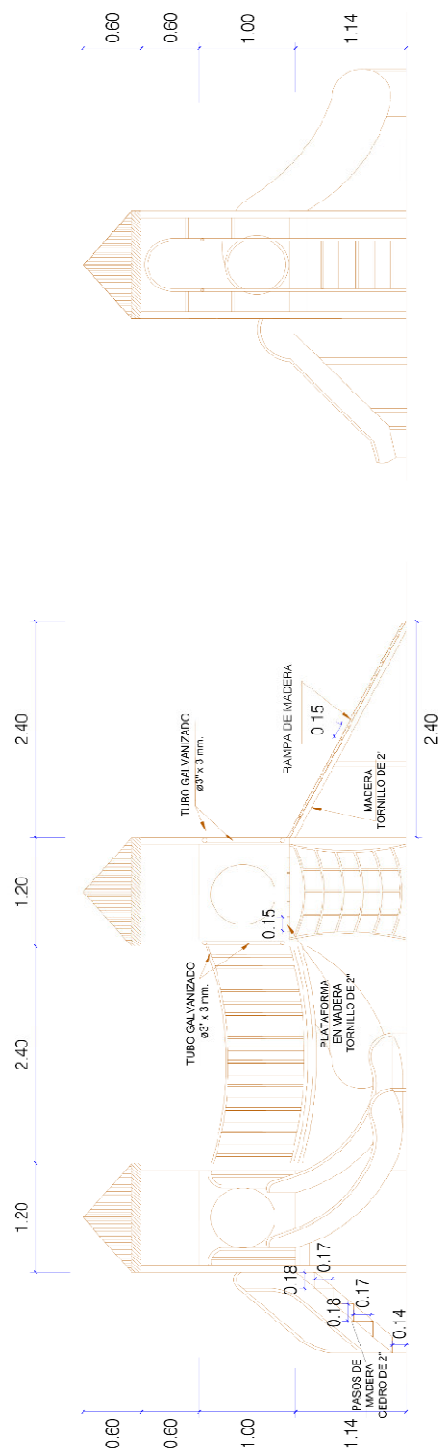 0.60
0.60
1.00
1.14
2.40
1.20
2.40
1.20
TUBO GALVANIZADO
ø3" x 3 mm.
RAMPA DE MADERA
0.15
MADERA
TORNILLO DE 2"
2.40
TUBO GALVANIZADO
ø3" x 3 mm.
0.15
PLATAFORMA
EN MADERA
TORNILLO DE 2"
0.18
0.17
0.18
0.17
0.14
PASOS DE
MADERA
CEDRO DE 2"
0.60
0.60
1.00
1.14